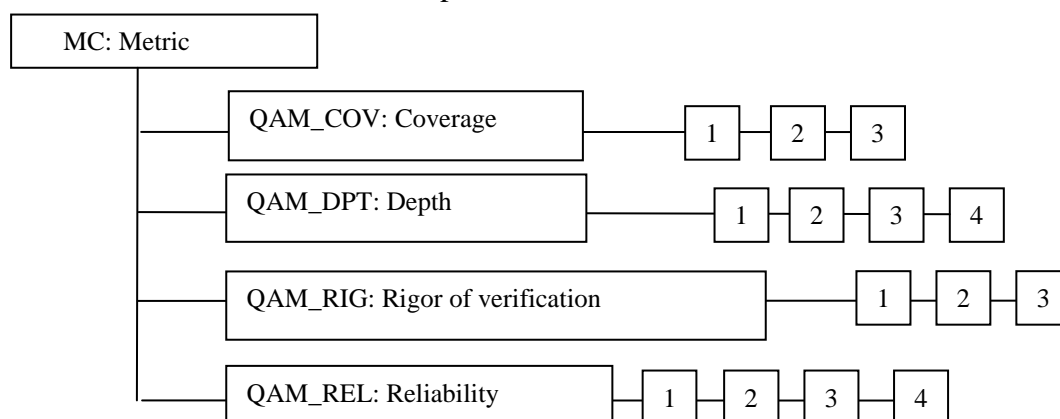 MC: Metric
QAM_COV: Coverage 1 2 3
QAM_DPT: Depth 1 2 3 4
QAM_RIG: Rigor of verification 1 2 3
QAM_REL: Reliability 1 2 3 4